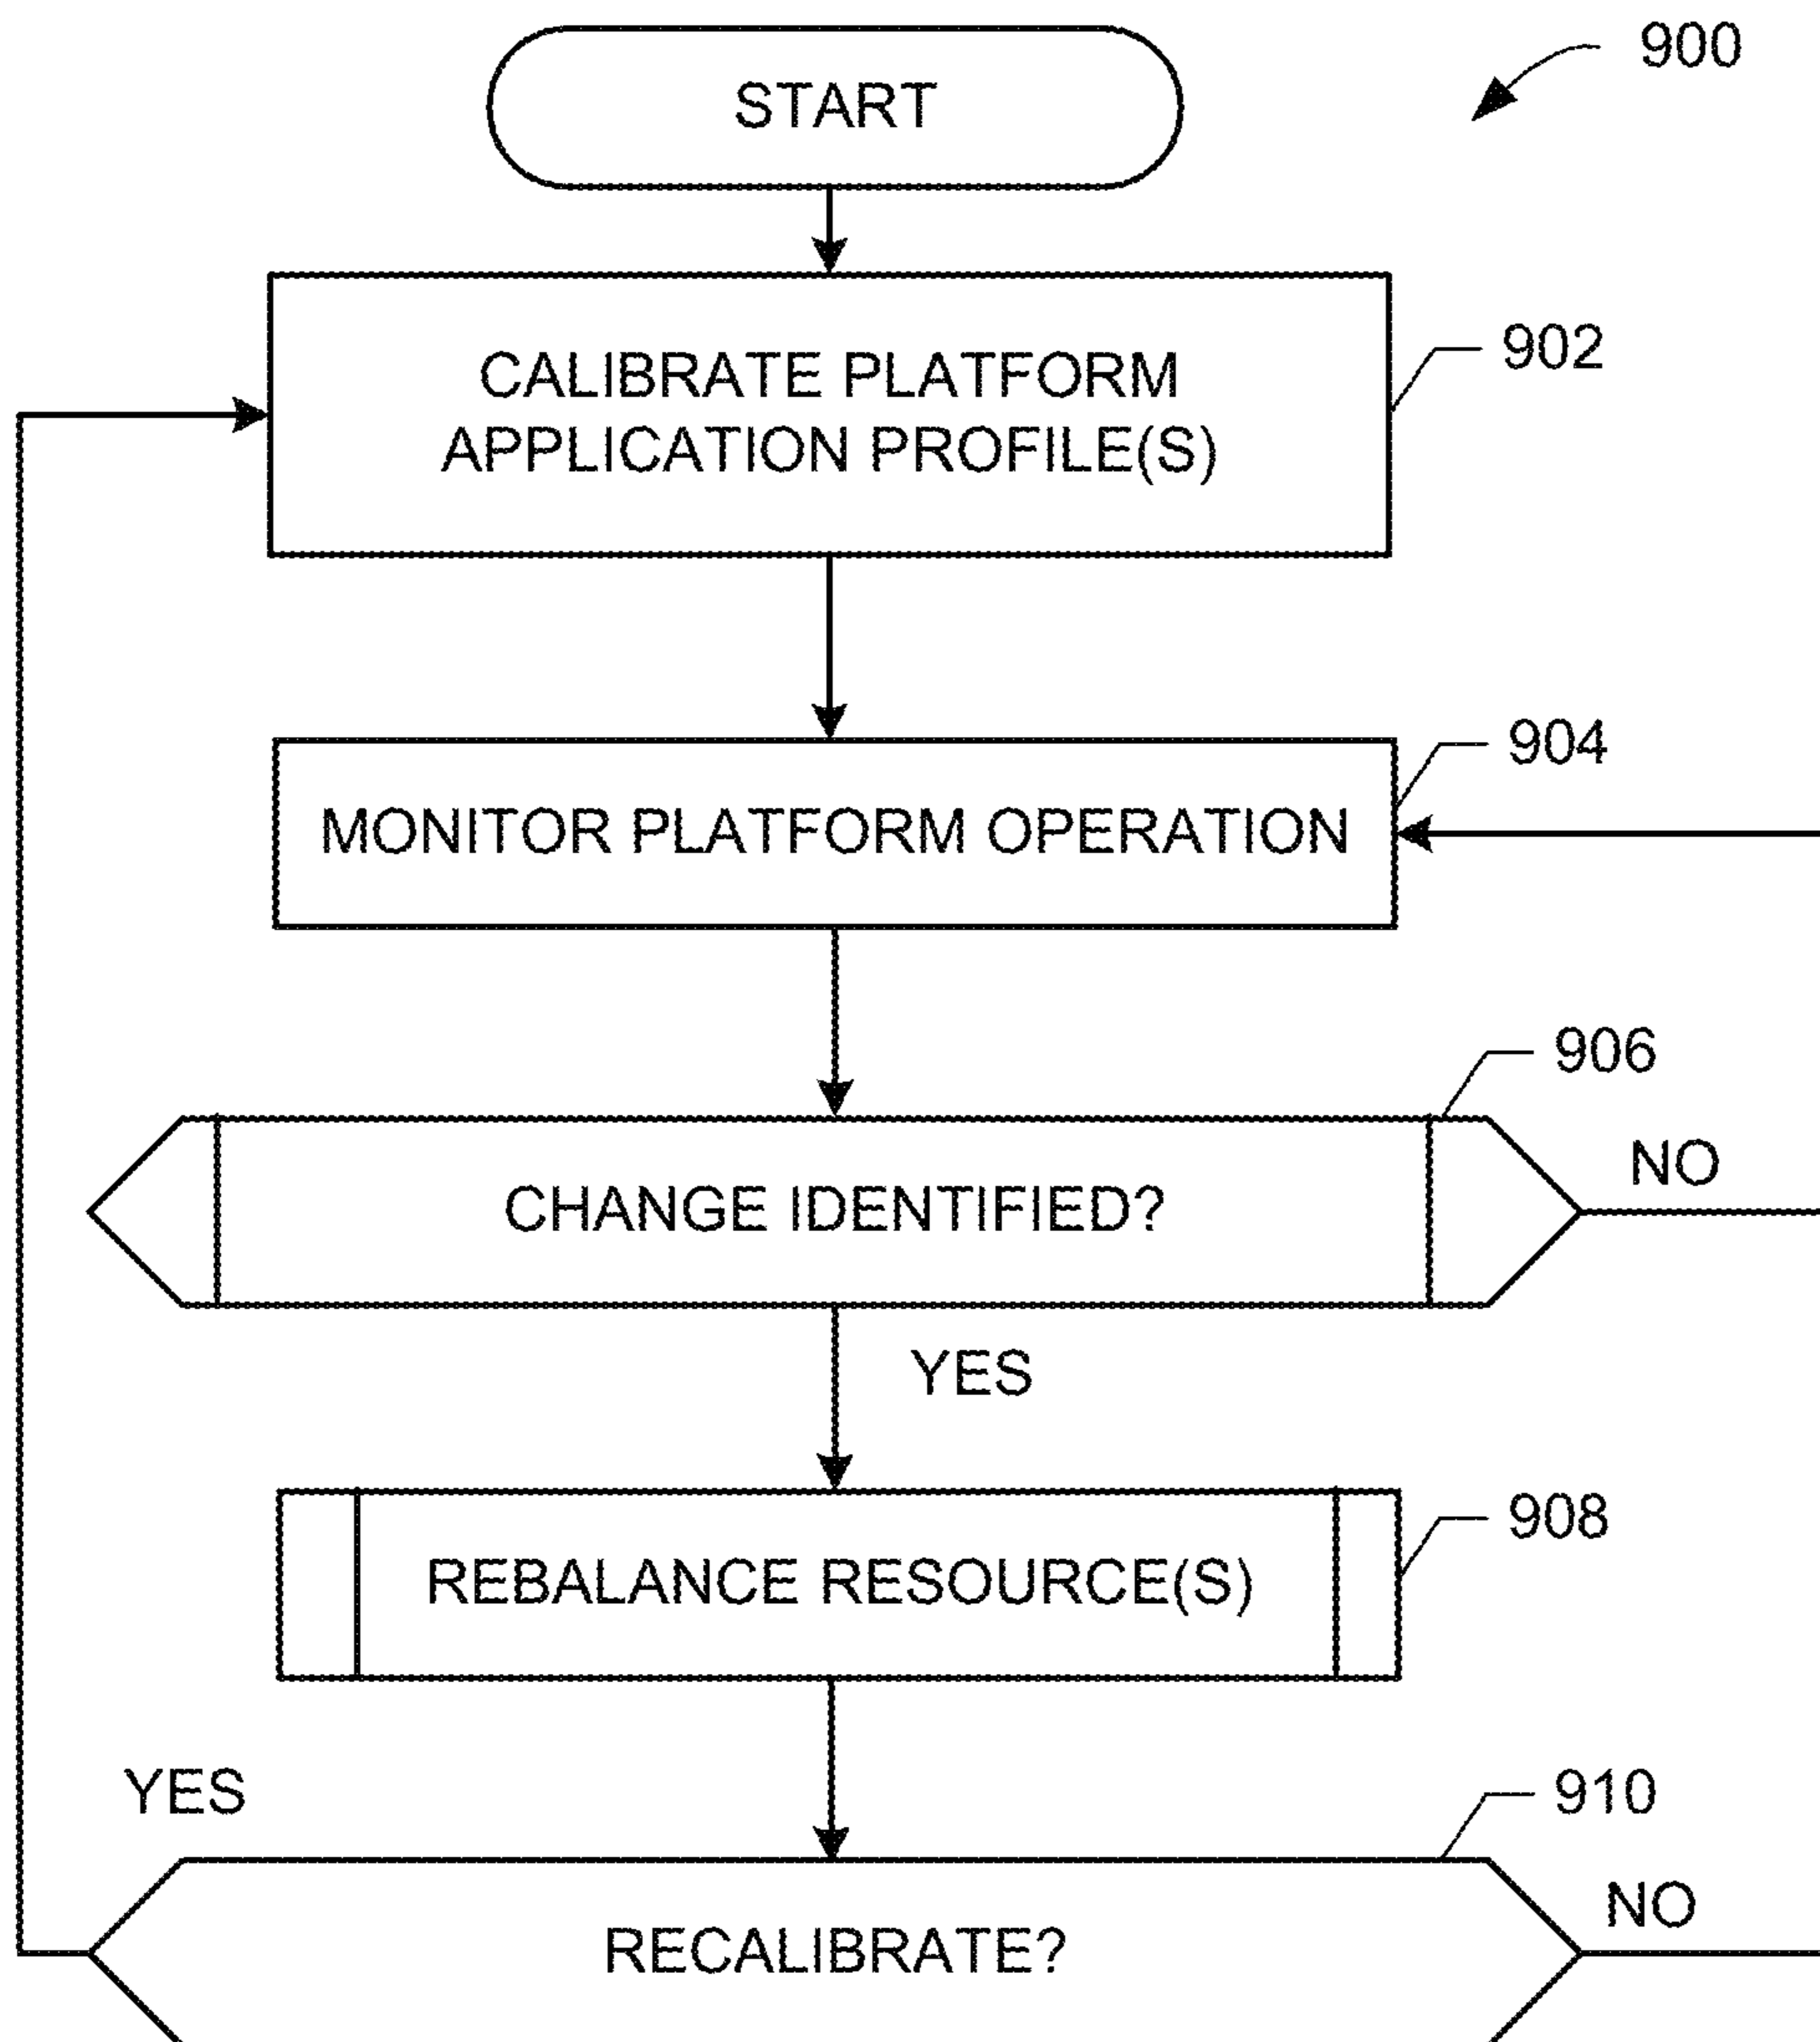 900
START
902
CALIBRATE PLATFORM
APPLICATION PROFILE(S)
904
MONITOR PLATFORM OPERATION
906
NO
CHANGE IDENTIFIED?
YES
908
REBALANCE RESOURCE(S)
YES
910
NO
RECALIBRATE?